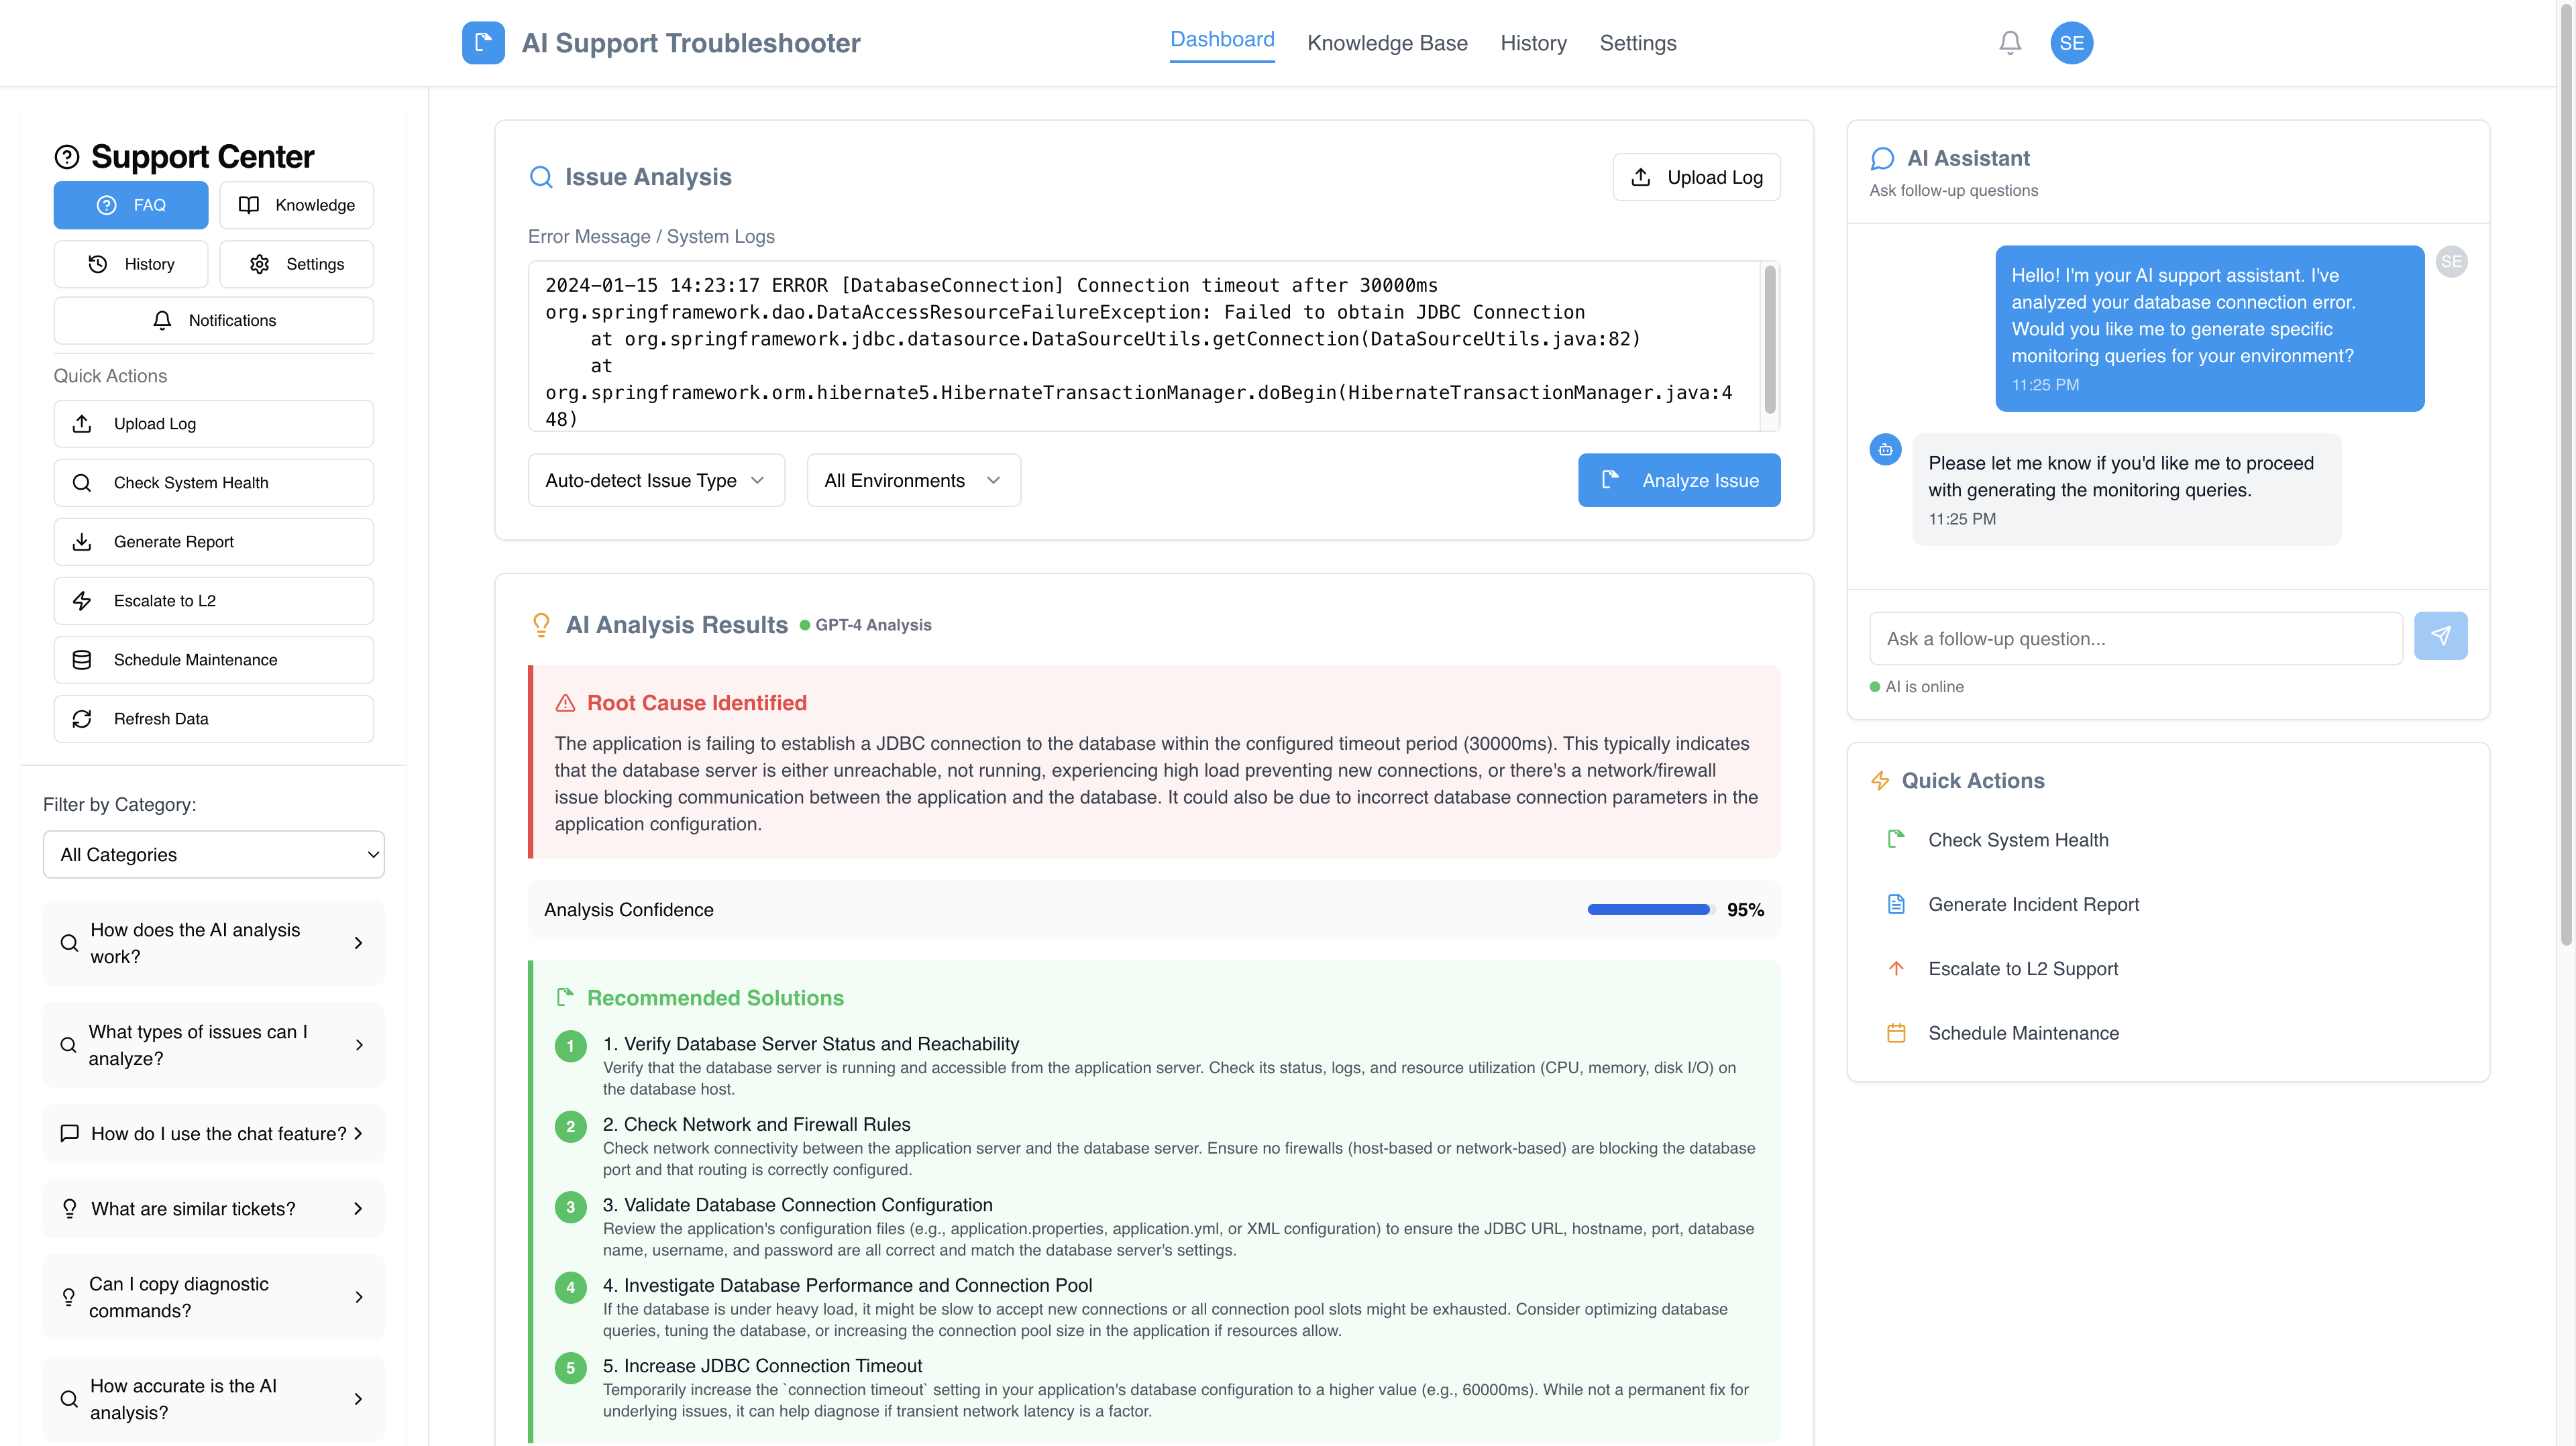 AI Support Troubleshooter
Dashboard
Knowledge Base
History
Settings
SE
Support Center
FAQ
Knowledge
History
Settings
Notifications
Quick Actions
Upload Log
Check System Health
Generate Report
Escalate to L2
Schedule Maintenance
Refresh Data
Filter by Category:
All Categories
How does the AI analysis
work?
What types of issues can I
analyze?
How do I use the chat feature?
What are similar tickets?
Can I copy diagnostic
commands?
How accurate is the AI
analysis?
Issue Analysis
Upload Log
Error Message / System Logs
2024-01-15 14:23:17 ERROR [DatabaseConnection] Connection timeout after 30000ms
org.springframework.dao.DataAccessResourceFailureException: Failed to obtain JDBC Connection
at org.springframework.jdbc.datasource.DataSourceUtils.getConnection(DataSourceUtils.java:82)
at
org.springframework.orm.hibernate5.HibernateTransactionManager.doBegin(HibernateTransactionManager.java:4
48)
Auto-detect Issue Type
All Environments
Analyze Issue
AI Analysis Results
GPT-4 Analysis
Root Cause Identified
The application is failing to establish a JDBC connection to the database within the configured timeout period (30000ms). This typically indicates
that the database server is either unreachable, not running, experiencing high load preventing new connections, or there's a network/firewall
issue blocking communication between the application and the database. It could also be due to incorrect database connection parameters in the
application configuration.
Analysis Confidence
95%
Recommended Solutions
1
1. Verify Database Server Status and Reachability
Verify that the database server is running and accessible from the application server. Check its status, logs, and resource utilization (CPU, memory, disk I/O) on
the database host.
2
2. Check Network and Firewall Rules
Check network connectivity between the application server and the database server. Ensure no firewalls (host-based or network-based) are blocking the database
port and that routing is correctly configured.
3
3. Validate Database Connection Configuration
Review the application's configuration files (e.g., application.properties, application.yml, or XML configuration) to ensure the JDBC URL, hostname, port, database
name, username, and password are all correct and match the database server's settings.
4
4. Investigate Database Performance and Connection Pool
If the database is under heavy load, it might be slow to accept new connections or all connection pool slots might be exhausted. Consider optimizing database
queries, tuning the database, or increasing the connection pool size in the application if resources allow.
5
5. Increase JDBC Connection Timeout
Temporarily increase the `connection timeout` setting in your application's database configuration to a higher value (e.g., 60000ms). While not a permanent fix for
underlying issues, it can help diagnose if transient network latency is a factor.
AI Assistant
Ask follow-up questions
Hello! I'm your AI support assistant. I've
analyzed your database connection error.
Would you like me to generate specific
monitoring queries for your environment?
11:25 PM
SE
Please let me know if you'd like me to proceed
with generating the monitoring queries.
11:25 PM
Ask a follow-up question...
AI is online
Quick Actions
Check System Health
Generate Incident Report
Escalate to L2 Support
Schedule Maintenance